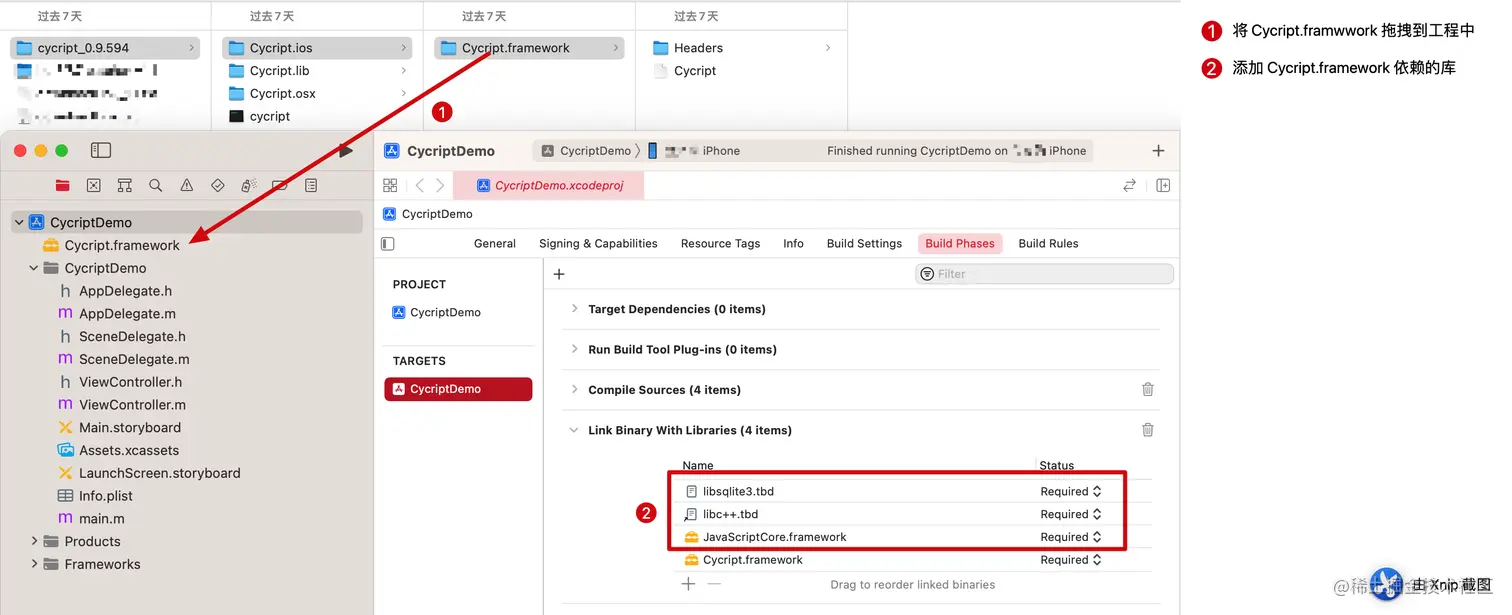 过去7天 过去7天 过去7天 过去7天
cycript_0.9.594 Cycript.ios Cycript.framework Headers
Cycript.lib Cycript
Cycript.osx
cycript
1
1 将 Cycript.framwwork 拖拽到工程中
2 添加 Cycript.framework 依赖的库
CycriptDemo CycriptDemo 〉 iPhone Finished running CycriptDemo on iPhone
CycriptDemo.xcodeproj
CycriptDemo
General Signing & Capabilities Resource Tags Info Build Settings Build Phases Build Rules
Filter
CycriptDemo
Cycript.framework
CycriptDemo
AppDelegate.h
AppDelegate.m
SceneDelegate.h
SceneDelegate.m
ViewController.h
ViewController.m
Main.storyboard
Assets.xcassets
LaunchScreen.storyboard
Info.plist
main.m
Products
Frameworks
PROJECT
CycriptDemo
TARGETS
CycriptDemo
Target Dependencies (0 items)
Run Build Tool Plug-ins (0 items)
Compile Sources (4 items)
Link Binary With Libraries (4 items)
Name Status
2
libsqlite3.tbd Required
libc++.tbd Required
JavaScriptCore.framework Required
Cycript.framework Required
Drag to reorder linked binaries
@稀土掘金技术社区
由 Xnip 截图